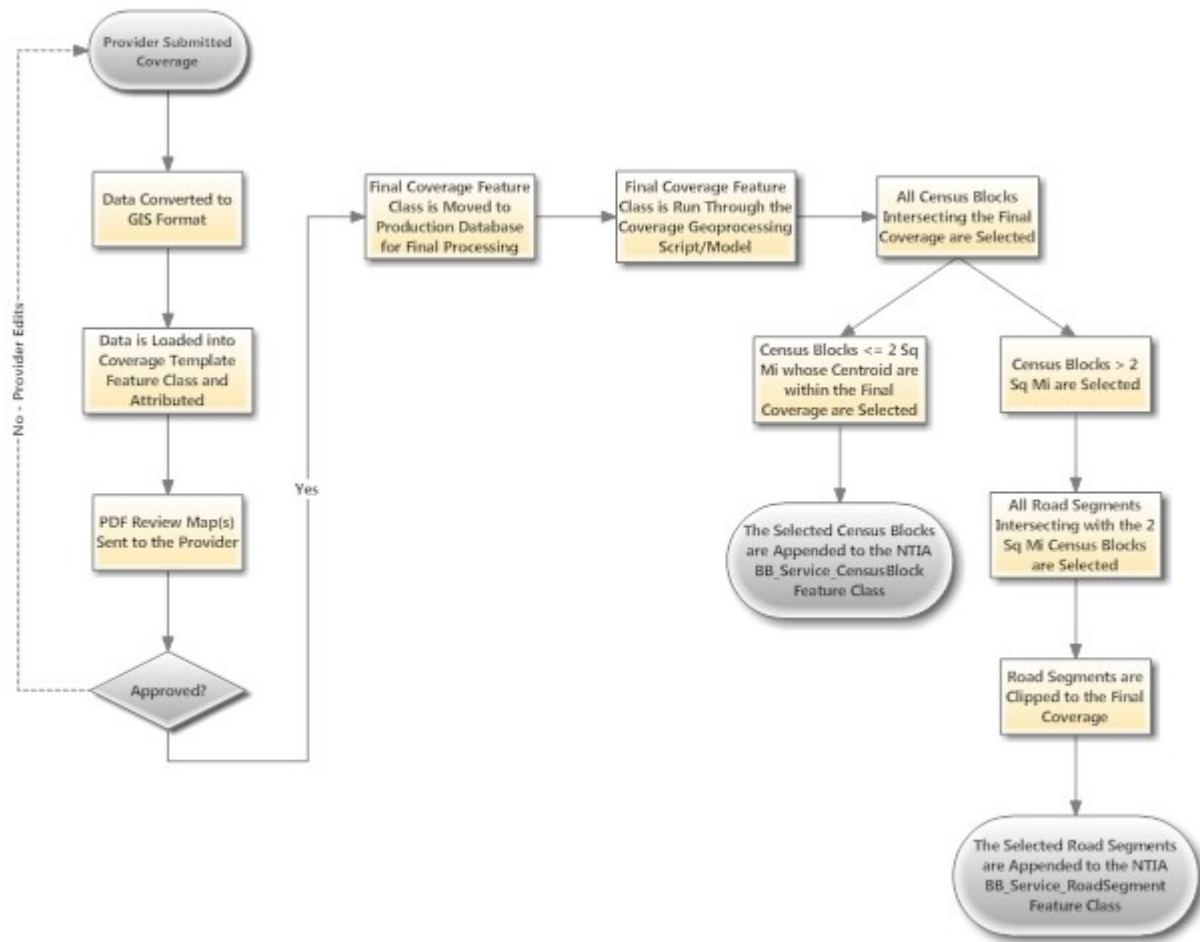 Provider Submitted
Coverage
Data Converted to
GIS Format
Data is Loaded into
Coverage Template
Feature Class and
Attributed
PDF Review Map(s)
Sent to the Provider
Approved?
No - Provider Edits
Yes
Final Coverage Feature
Class is Moved to
Production Database
for Final Processing
Final Coverage Feature
Class is Run Through the
Coverage Geoprocessing
Script/Model
All Census Blocks
Intersecting the Final
Coverage are Selected
Census Blocks <= 2 Sq
Mi whose Centroid are
within the Final
Coverage are Selected
The Selected Census Blocks
are Appended to the NTIA
BB_Service_CensusBlock
Feature Class
Census Blocks > 2
Sq Mi are Selected
All Road Segments
Intersecting with the 2
Sq Mi Census Blocks
are Selected
Road Segments are
Clipped to the Final
Coverage
The Selected Road Segments
are Appended to the NTIA
BB_Service_RoadSegment
Feature Class